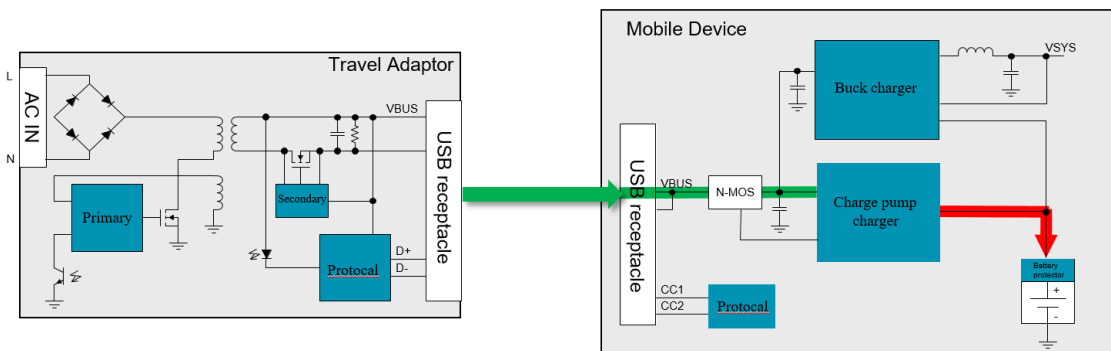 Travel Adaptor
L
AC IN
N
VBUS
USB receptacle
Primary
Secondary
Protocal
D+
D-
Mobile Device
VSYS
Buck charger
USB receptacle
VBUS
N-MOS
Charge pump
charger
CC1
CC2
Protocal
Battery
protector
+
-